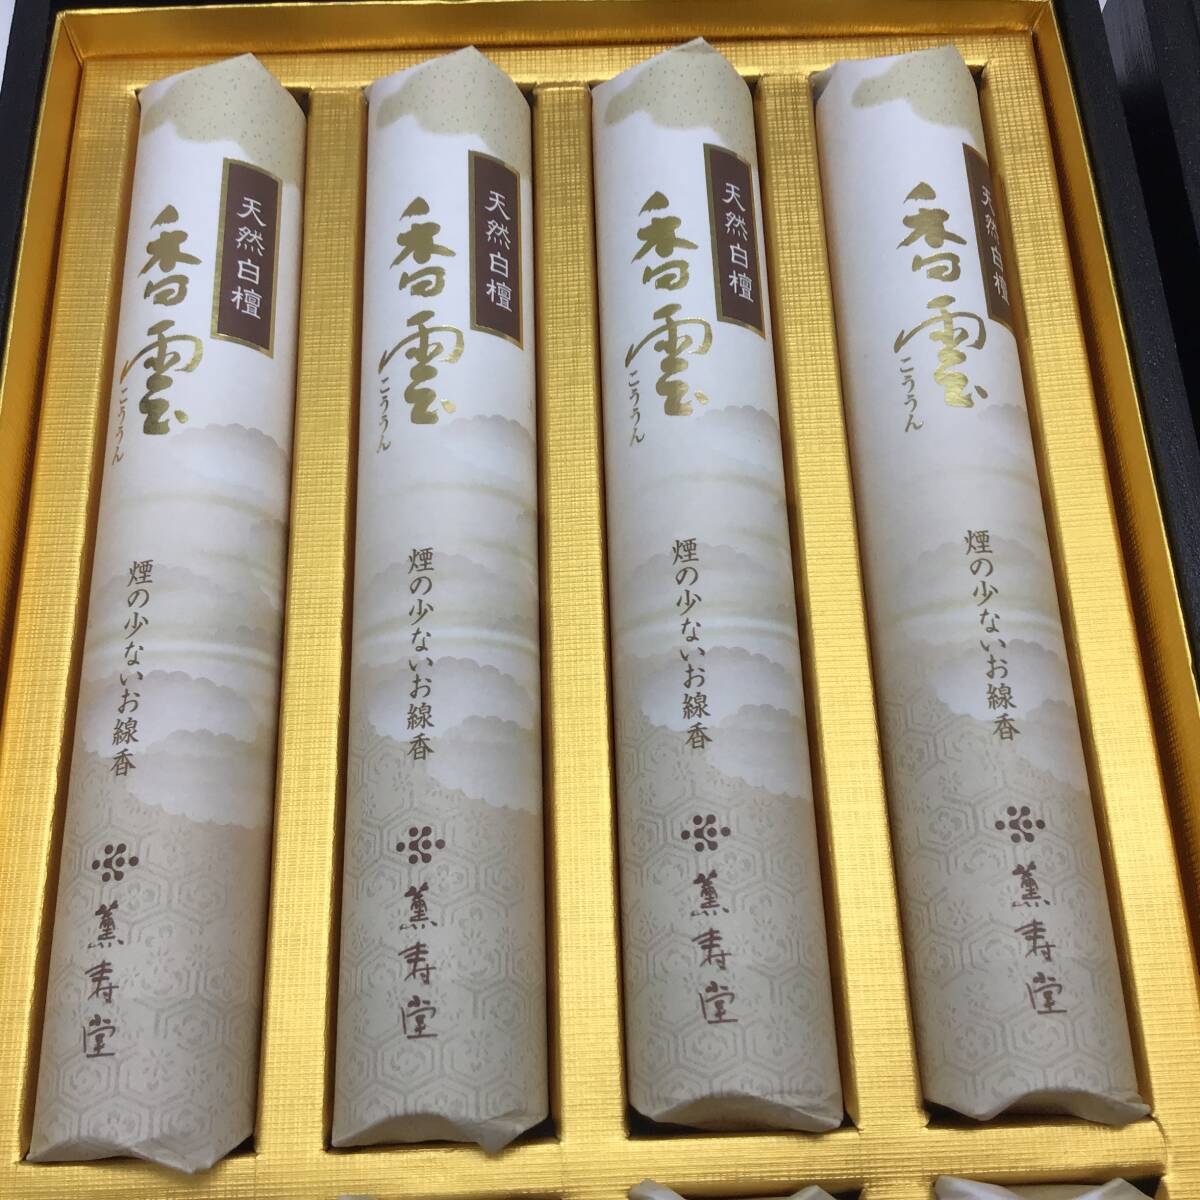 天然白檀
香雲
こううん
煙の少ないお線香
薫寿堂
天然白檀
香雲
こううん
煙の少ないお線香
薫寿堂
天然白檀
香雲
こううん
煙の少ないお線香
薫寿堂
天然白檀
香雲
こううん
煙の少ないお線香
薫寿堂